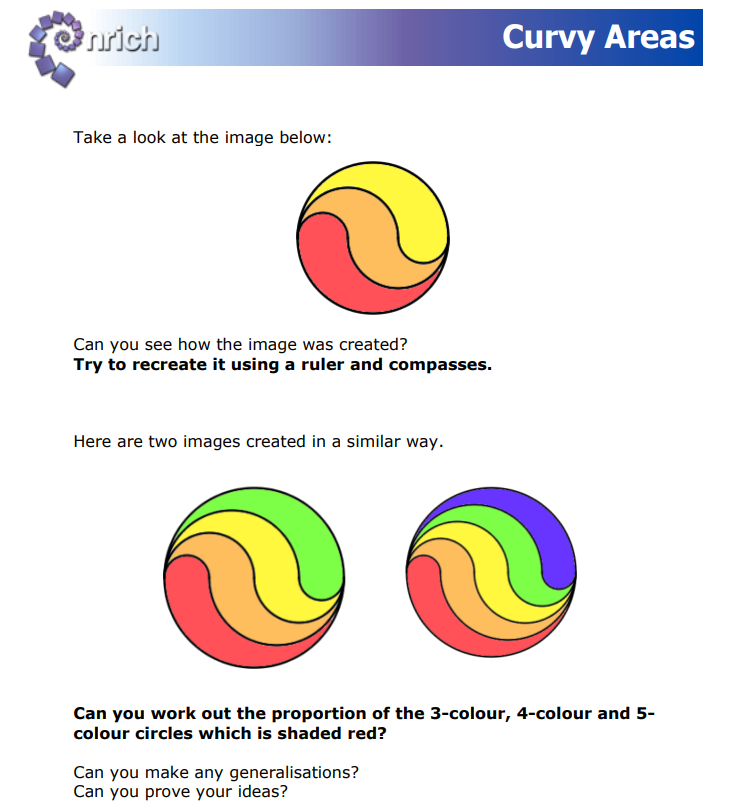 nrich
Curvy Areas
Take a look at the image below:
Can you see how the image was created?
Try to recreate it using a ruler and compasses.
Here are two images created in a similar way.
Can you work out the proportion of the 3-colour, 4-colour and 5-
colour circles which is shaded red?
Can you make any generalisations?
Can you prove your ideas?